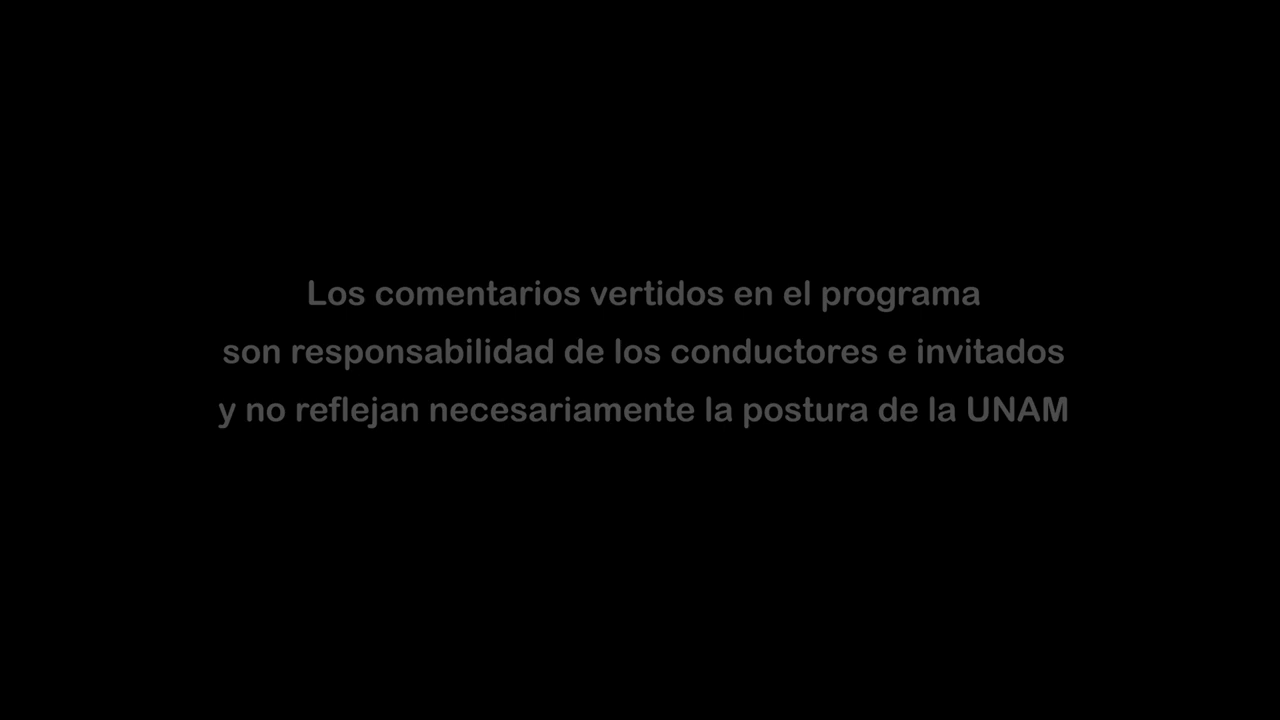 Los comentarios vertidos en el programa
son responsabilidad de los conductores e invitados
y no reflejan necesariamente la postura de la UNAM